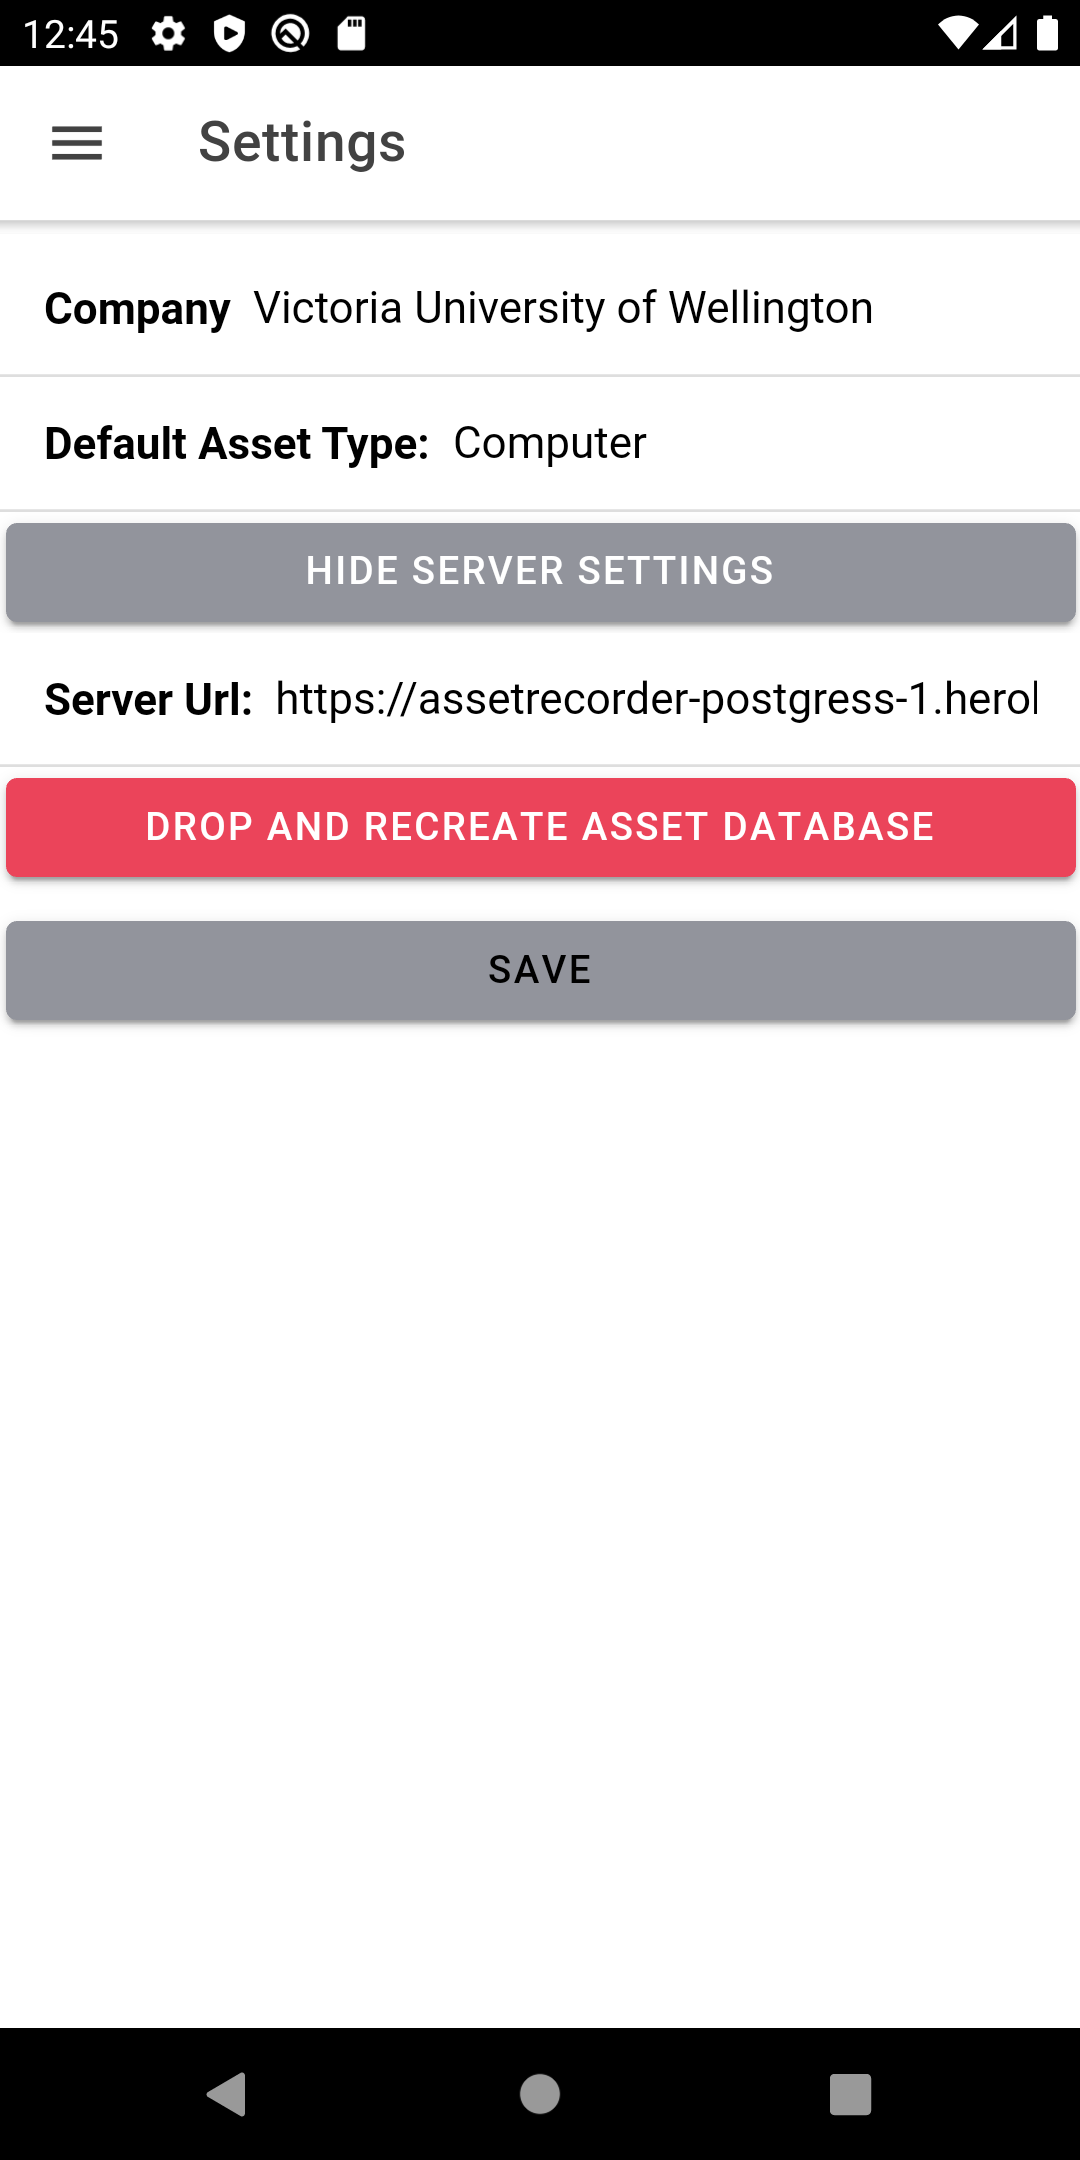 12:45
Settings
Company Victoria University of Wellington
Default Asset Type: Computer
HIDE SERVER SETTINGS
Server Url: https://assetrecorder-postgress-1.hero
DROP AND RECREATE ASSET DATABASE
SAVE